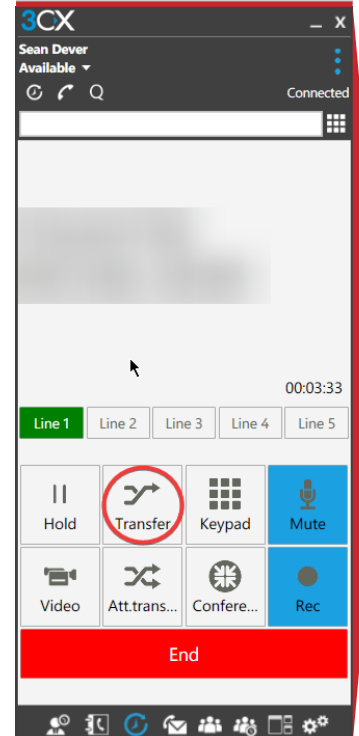 3CX
Sean Dever
Available
Connected
00:03:33
Line 1 Line 2 Line 3 Line 4 Line 5
Hold Transfer Keypad Mute
Video Att.trans... Confere... Rec
End